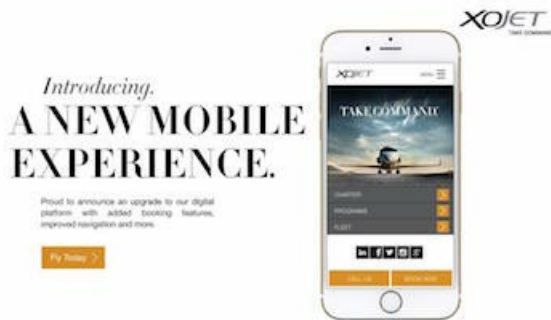 XOJET
TAKE COMMAND
Introducing.
A NEW MOBILE
EXPERIENCE.
Proud to announce an upgrade to our digital
platform with added booking features,
improved navigation and more.
Fly Today
XOJET
MENU
TAKE COMMAND.
CHARTER
PROGRAMS
FLEET
CALL US
BOOK NOW